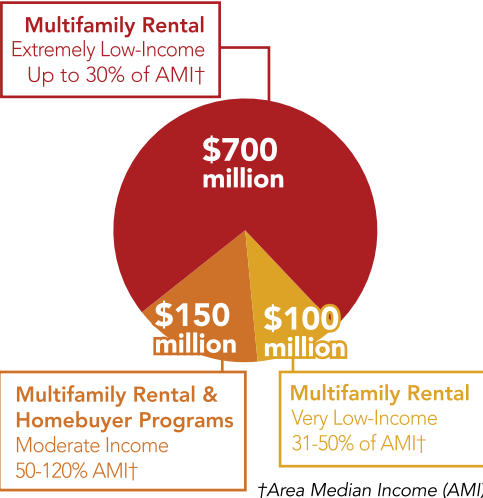 Multifamily Rental
Extremely Low-Income
Up to 30% of AMI†
$700
million
$150
million
$100
million
Multifamily Rental &
Homebuyer Programs
Moderate Income
50-120% AMI†
Multifamily Rental
Very Low-Income
31-50% of AMI†
†Area Median Income (AMI)